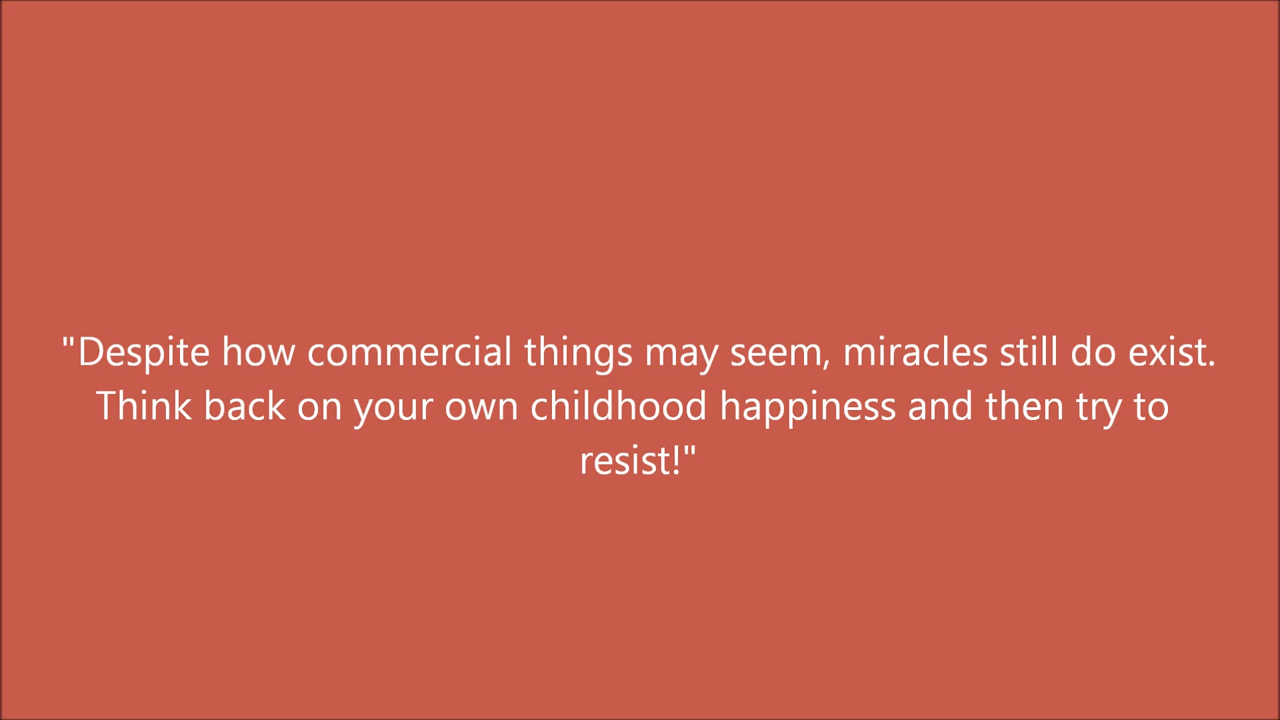 "Despite how commercial things may seem, miracles still do exist.
Think back on your own childhood happiness and then try to
resist!"